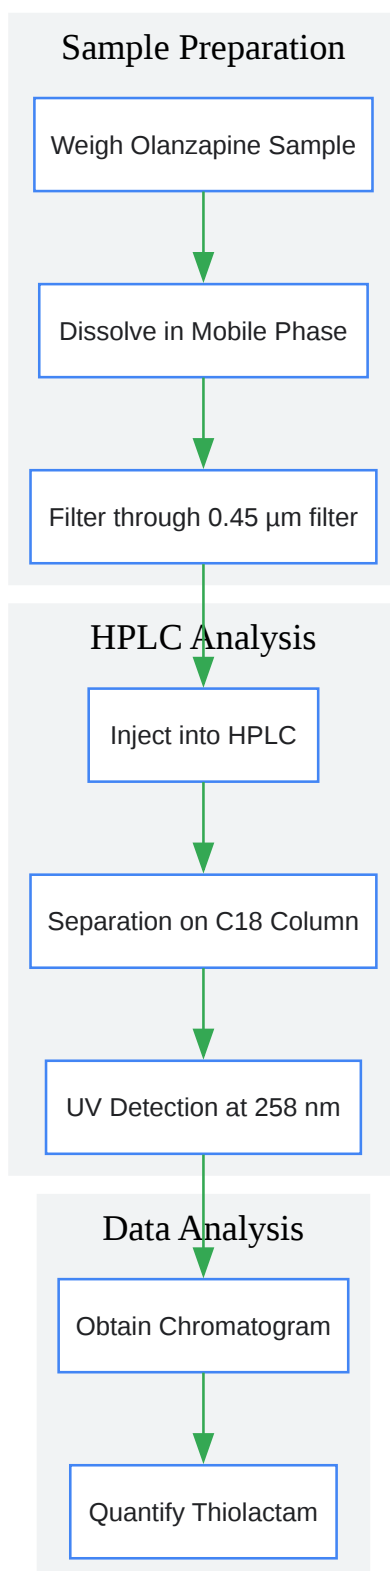 Sample Preparation
Weigh Olanzapine Sample
Dissolve in Mobile Phase
Filter through 0.45 µm filter
HPLC Analysis
Inject into HPLC
Separation on C18 Column
UV Detection at 258 nm
Data Analysis
Obtain Chromatogram
Quantify Thiolactam